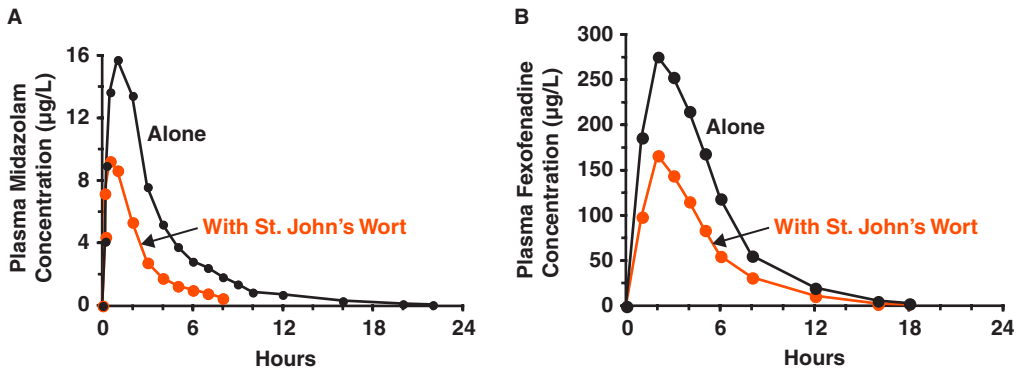 A
Plasma Midazolam
Concentration (µg/L)
16
12
8
4
0
Alone
With St. John's Wort
0
6
12
18
24
Hours
B
Plasma Fexofenadine
Concentration (µg/L)
300
250
200
150
100
50
0
Alone
With St. John's Wort
0
6
12
18
24
Hours